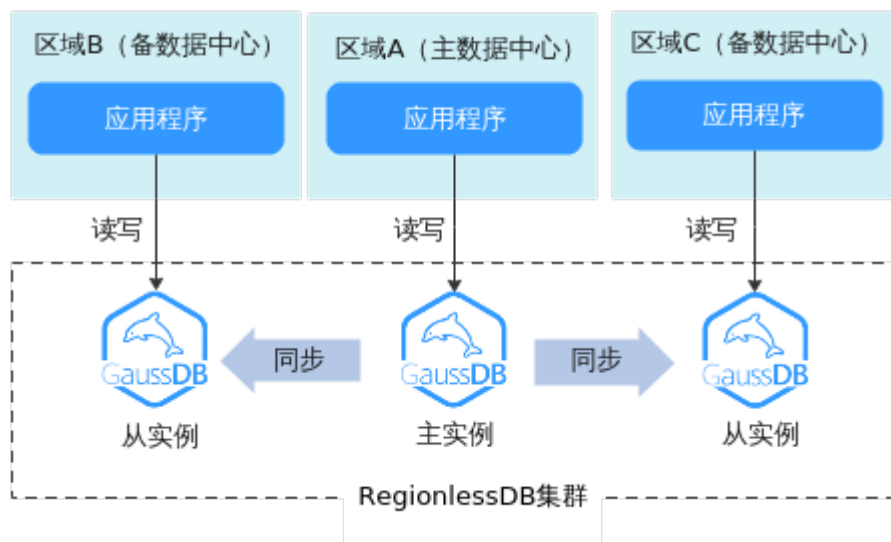 区域B（备数据中心）
区域A（主数据中心）
区域C（备数据中心）
应用程序
应用程序
应用程序
读写
读写
读写
GaussDB
同步
GaussDB
同步
GaussDB
从实例
主实例
从实例
RegionlessDB集群